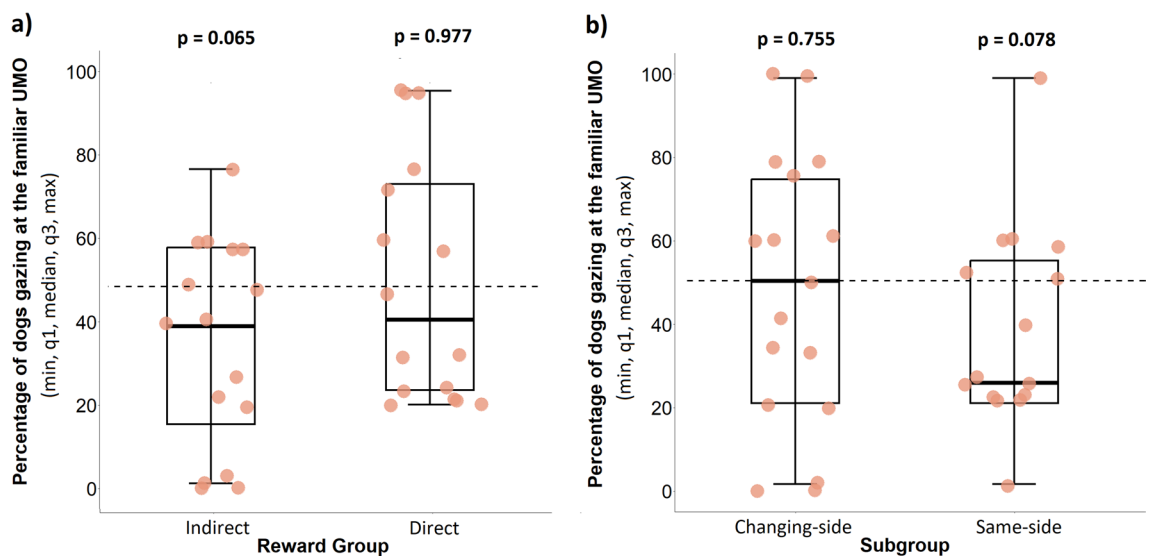 a)
p = 0.065
p = 0.977
Percentage of dogs gazing at the familiar UMO
(min, q1, median, q3, max)
100
80
60
40
20
0
Indirect
Direct
Reward Group
b)
p = 0.755
p = 0.078
Percentage of dogs gazing at the familiar UMO
(min, q1, median, q3, max)
100
80
60
40
20
0
Changing-side
Same-side
Subgroup